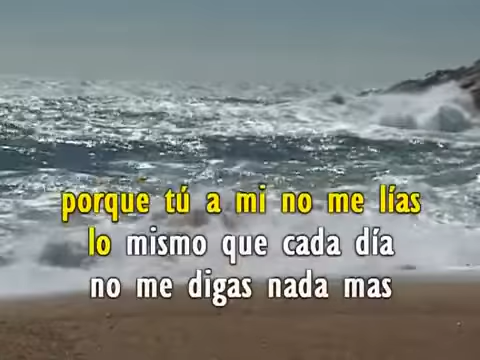 porque tú a mi no me lías
lo mismo que cada día
no me digas nada mas